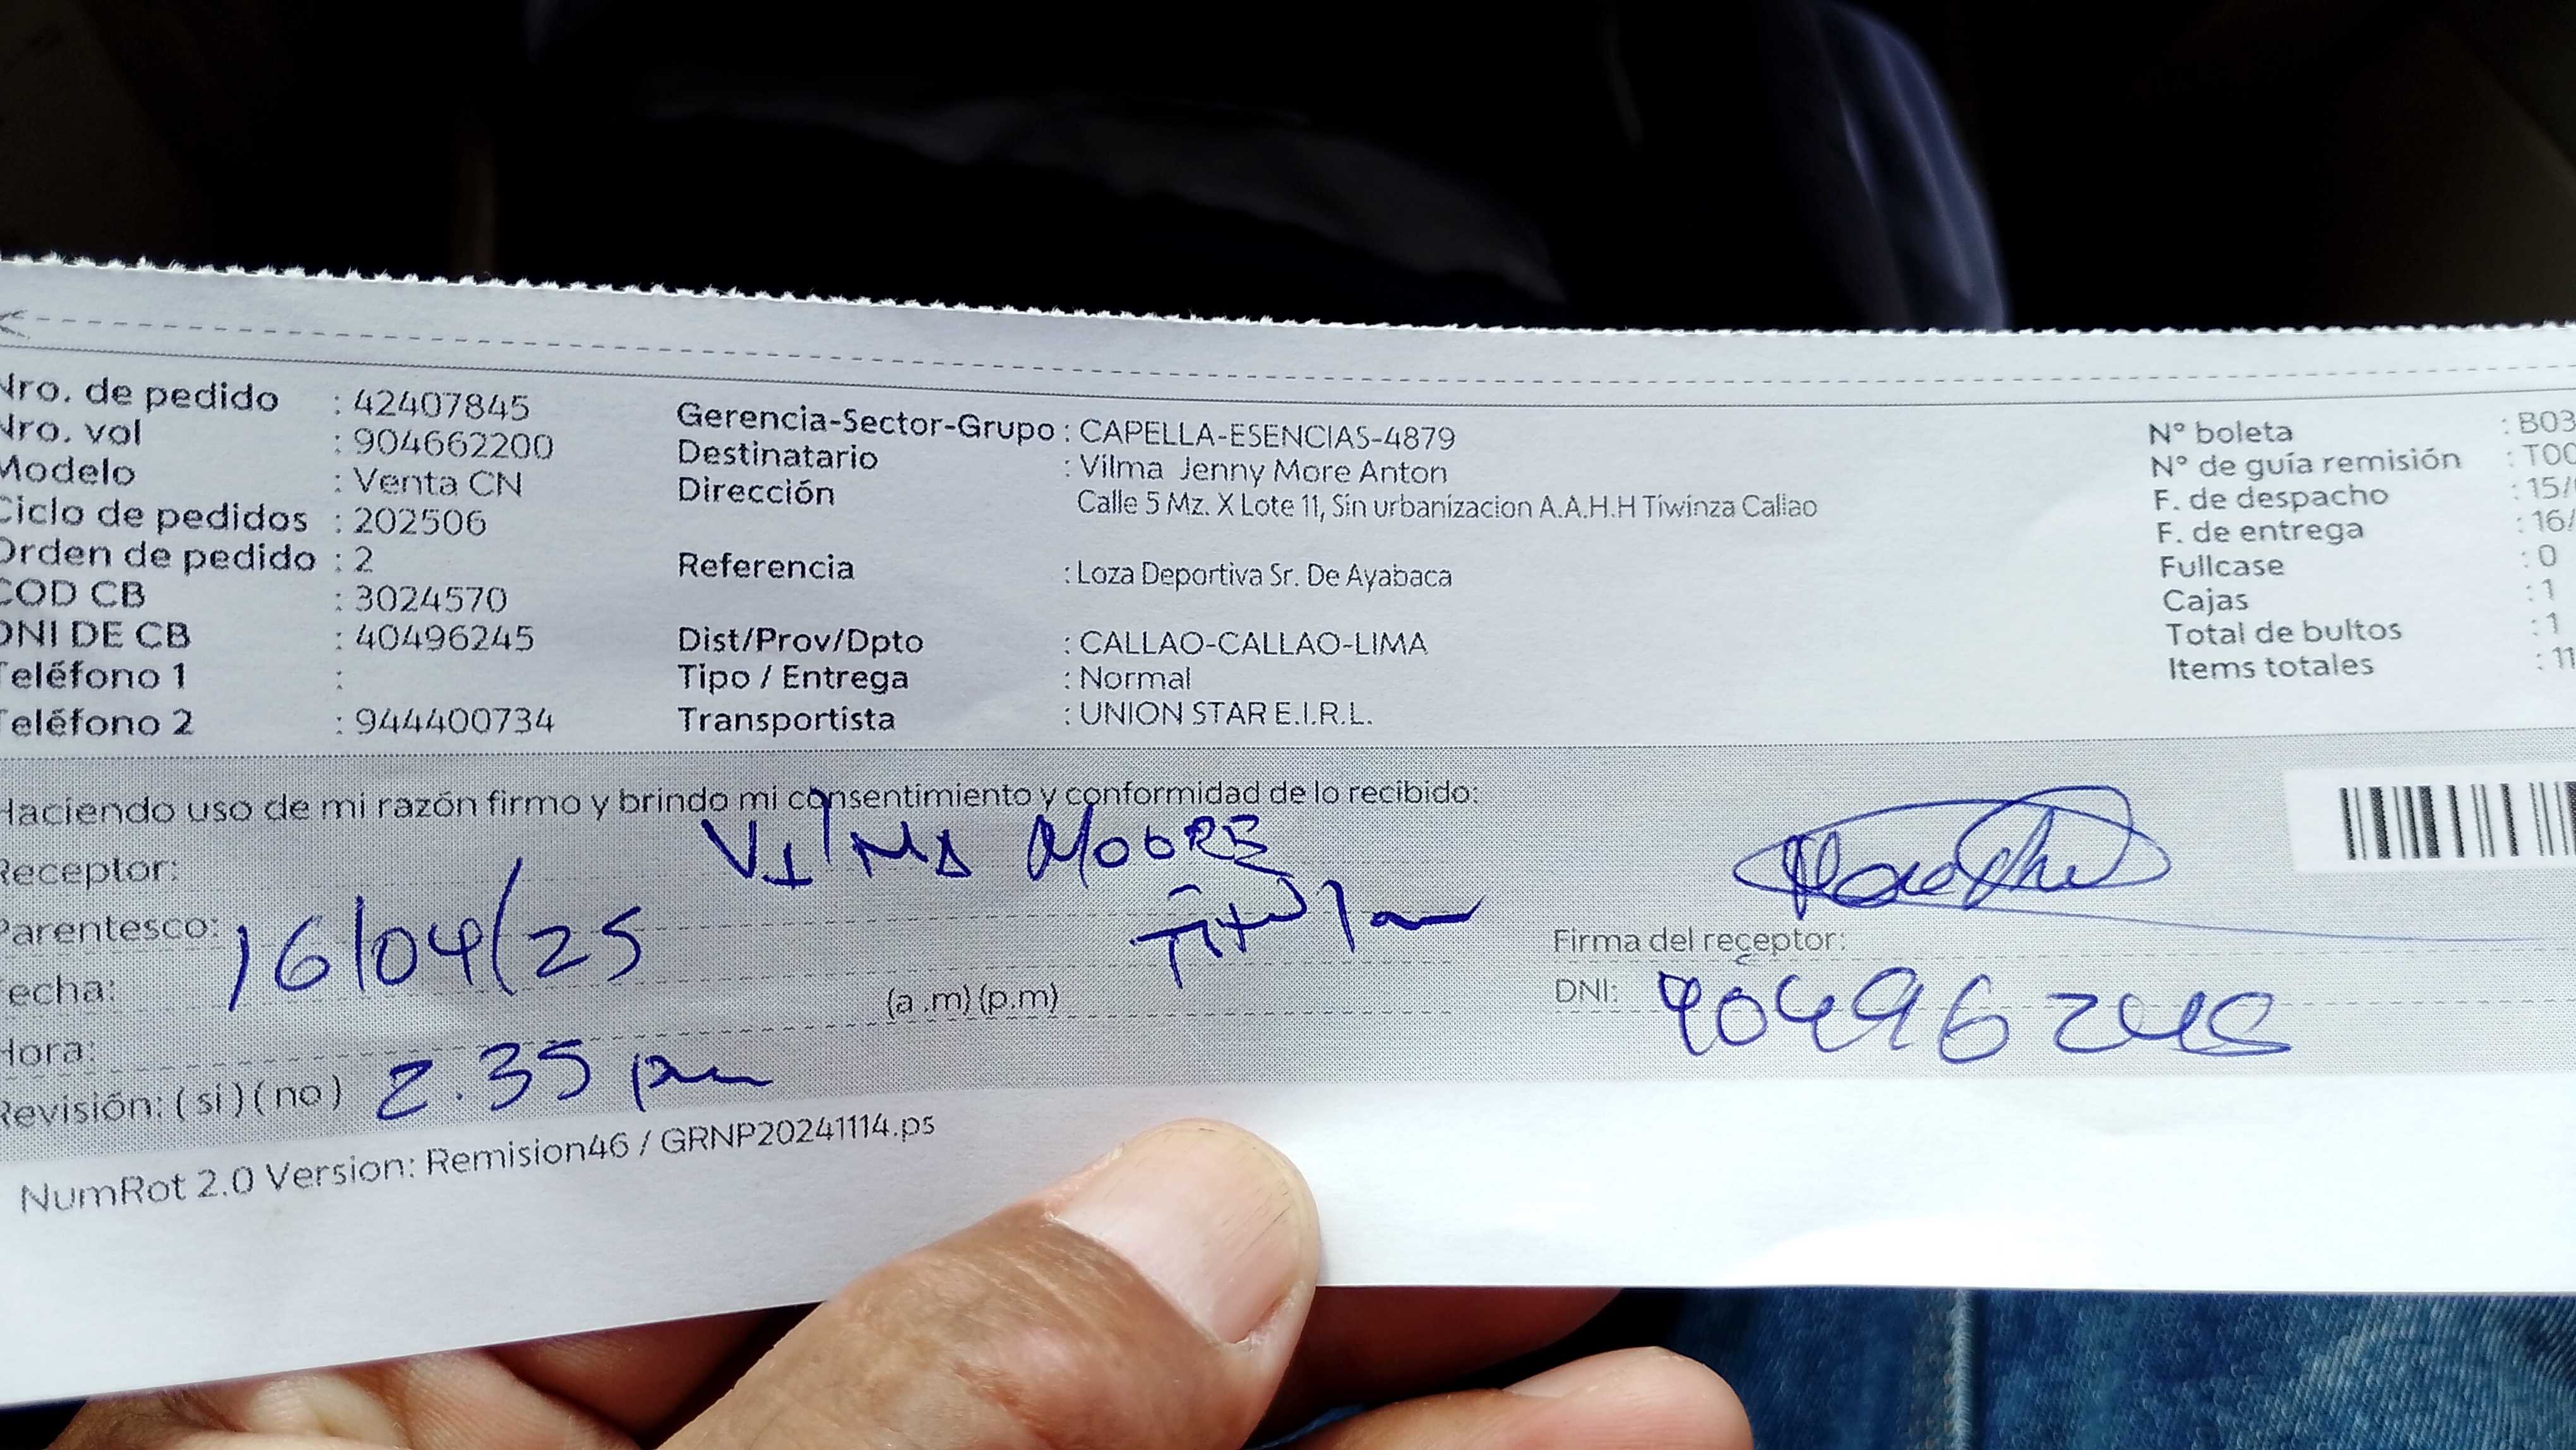 Nro. de pedido : 42407845
Nro. vol : 904662200
Modelo : Venta CN
Ciclo de pedidos : 202506
Orden de pedido : 2
COD CB : 3024570
DNI DE CB : 40496245
Teléfono 1 :
Teléfono 2 : 944400734
Gerencia-Sector-Grupo : CAPELLA-ESENCIAS-4879
Destinatario : Vilma Jenny More Anton
Dirección Calle 5 Mz. X Lote 11, Sin urbanizacion A.A.H.H Tiwinza Callao
Referencia : Loza Deportiva Sr. De Ayabaca
Dist/Prov/Dpto : CALLAO-CALLAO-LIMA
Tipo / Entrega : Normal
Transportista : UNION STAR E.I.R.L.
N° boleta : B03
N° de guía remisión : T00
F. de despacho : 15/
F. de entrega : 16/
Fullcase : 0
Cajas : 1
Total de bultos : 1
Items totales : 11
Haciendo uso de mi razón firmo y brindo mi consentimiento y conformidad de lo recibido:
Receptor: VILMA MOORE
Parentesco: Titular
Fecha: 16/04/25
(a .m) (p.m)
Hora: 2.35 pm
Revisión: ( si ) ( no )
Firma del receptor:
DNI: 40496245
NumRot 2.0 Version: Remision46 / GRNP20241114.ps